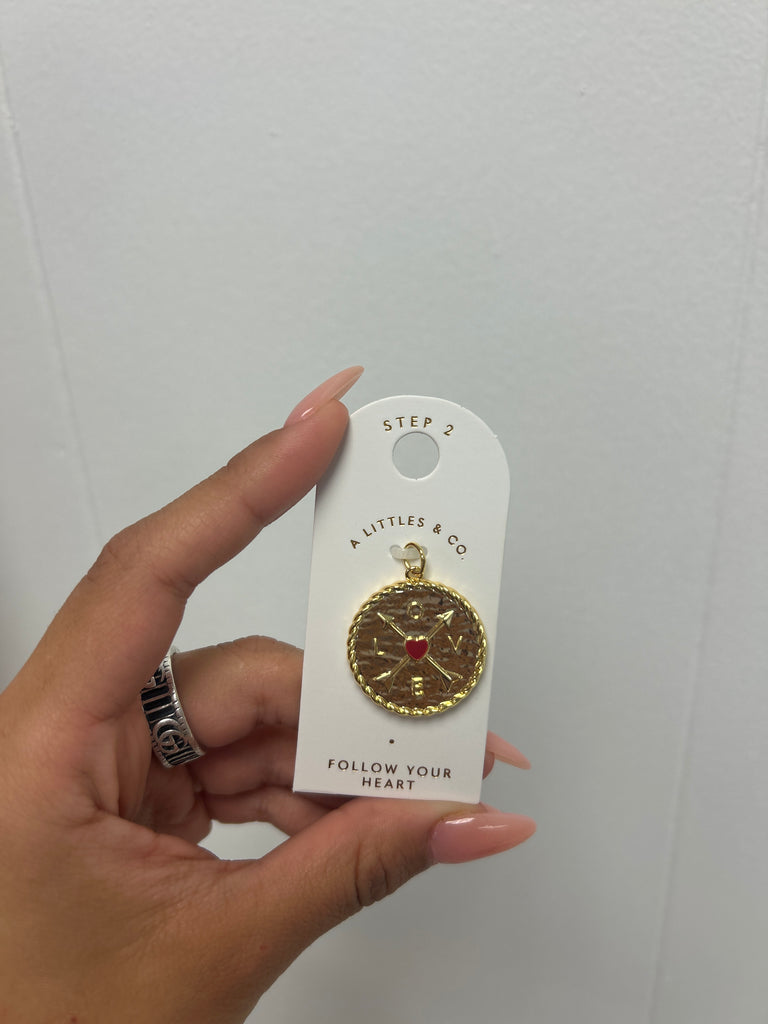 STEP 2
A LITTLES & CO.
O
L V
E
FOLLOW YOUR
HEART